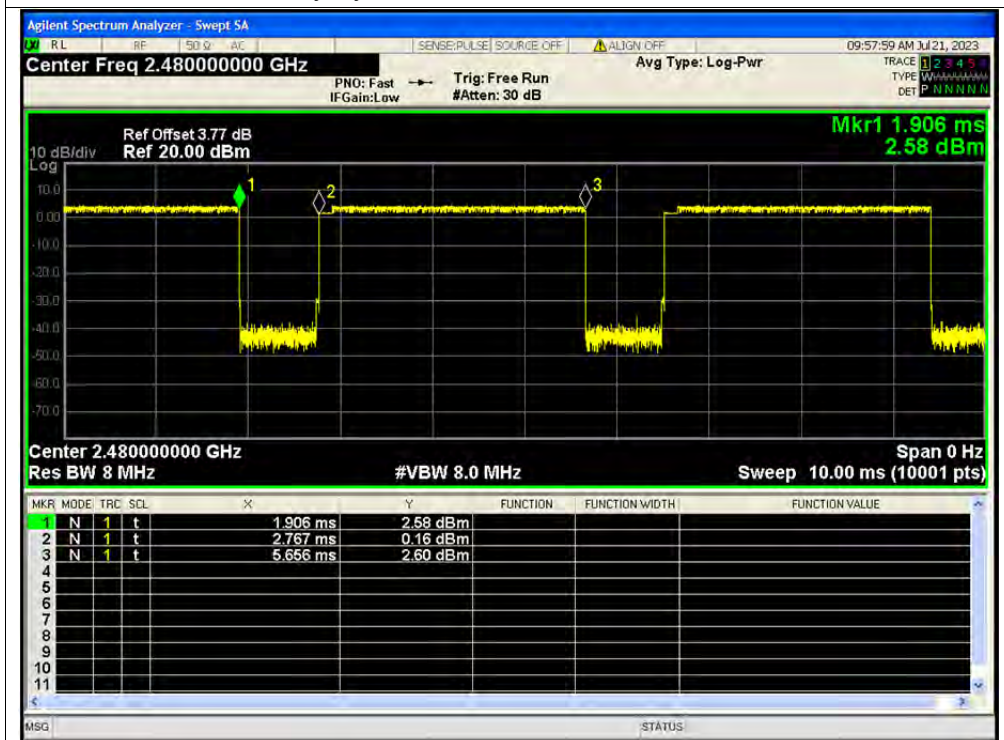 Agilent Spectrum Analyzer - Swept SA
RL RF 50 Ω AC SENSE:PULSE SOURCE OFF ALIGN OFF 09:57:59 AM Jul 21, 2023
Center Freq 2.480000000 GHz Avg Type: Log-Pwr TRACE 1 2 3 4 5 6
PNO: Fast Trig: Free Run TYPE
IFGain:Low #Atten: 30 dB DET P N N N N N
Mkr1 1.906 ms
2.58 dBm
Ref Offset 3.77 dB
10 dB/div Ref 20.00 dBm
Log
10.0
0.00
-10.0
-20.0
-30.0
-40.0
-50.0
-60.0
-70.0
1
2
3
Center 2.480000000 GHz Span 0 Hz
Res BW 8 MHz #VBW 8.0 MHz Sweep 10.00 ms (10001 pts)
MKR MODE TRC SCL X Y FUNCTION FUNCTION WIDTH FUNCTION VALUE
1 N 1 t 1.906 ms 2.58 dBm
2 N 1 t 2.767 ms 0.16 dBm
3 N 1 t 5.656 ms 2.60 dBm
4
5
6
7
8
9
10
11
MSG STATUS